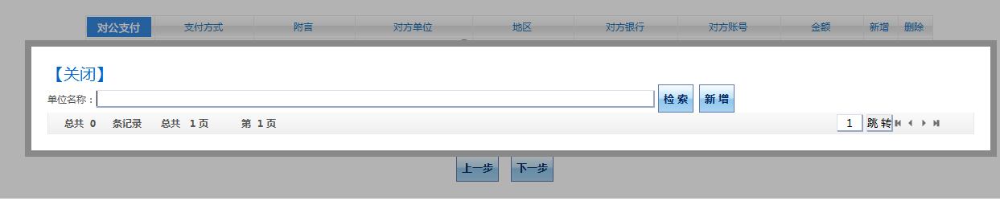 对公支付 支付方式 附言 对方单位 地区 对方银行 对方账号 金额 新增 删除
【关闭】
单位名称： 检 索 新 增
总共 0 条记录 总共 1 页 第 1 页 1 跳 转
上一步 下一步